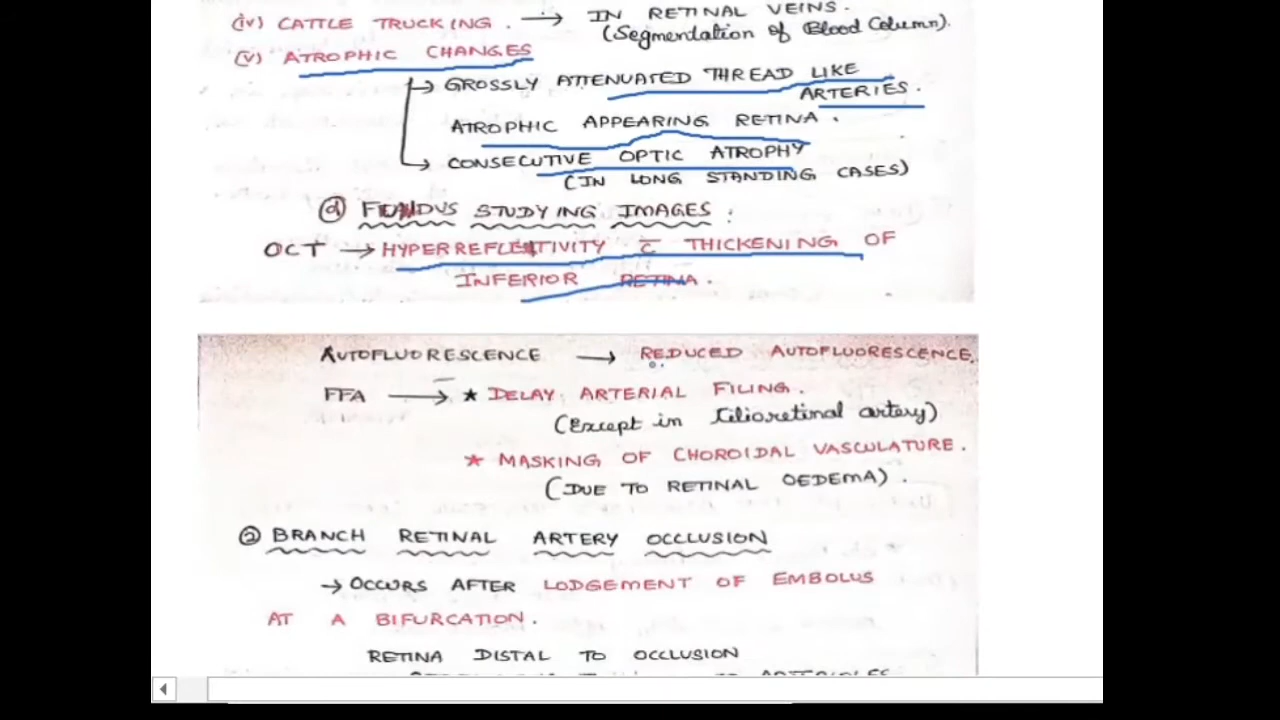 (iv) CATTLE TRUCKING. → IN RETINAL VEINS.
(Segmentation of Blood Column).
(v) ATROPHIC CHANGES
→ GROSSLY ATTENUATED THREAD LIKE
ARTERIES.
ATROPHIC APPEARING RETINA.
→ CONSECUTIVE OPTIC ATROPHY
(IN LONG STANDING CASES)
(d) FUNDUS STUDYING IMAGES:
OCT → HYPERREFLECTIVITY c̄ THICKENING OF
INFERIOR RETINA.
AUTOFLUORESCENCE → REDUCED AUTOFLUORESCENCE.
FFA → * DELAY ARTERIAL FILING.
(Except in Cilioretinal artery)
* MASKING OF CHOROIDAL VASCULATURE.
(DUE TO RETINAL OEDEMA).
② BRANCH RETINAL ARTERY OCCLUSION
→ OCCURS AFTER LODGEMENT OF EMBOLUS
AT A BIFURCATION.
RETINA DISTAL TO OCCLUSION